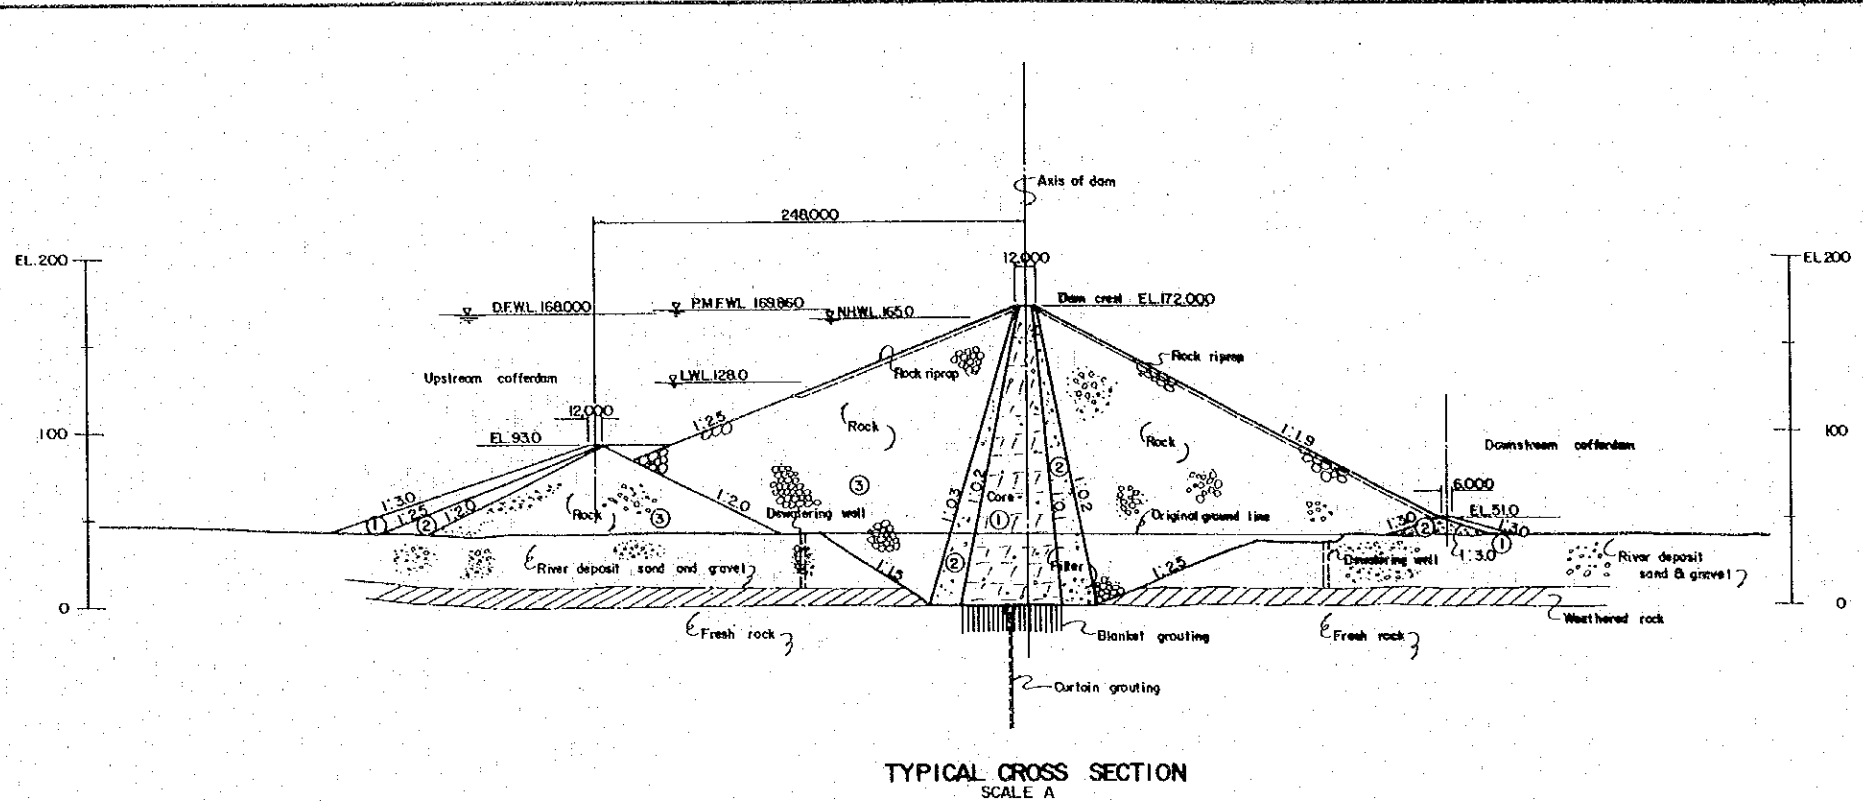 Axis of dam
248.000
EL.200
12.000
EL.200
D.F.W.L. 168.000
P.M.F.W.L. 169.860
N.H.W.L. 165.0
Dam crest EL.172.000
Rock riprap
Rock riprap
Upstream cofferdam
L.W.L. 128.0
12.000
1:2.5
Rock
Rock
1:1.9
Downstream cofferdam
100
EL.93.0
100
③
②
6.000
1:3.0
1:2.5
1:2.0
① ②
Rock
③
1:2.0
Dewatering wall
1:0.3
1:0.2
Core
①
1:0.2
Original ground line
EL.51.0
1:3.0
②
1:3.0
①
1:3.0
River deposit sand and gravel
1:1.5
②
Filter
1:2.5
Dewatering wall
River deposit
sand & gravel
0
0
Fresh rock
Blanket grouting
Fresh rock
Weathered rock
Curtain grouting
TYPICAL CROSS SECTION
SCALE A